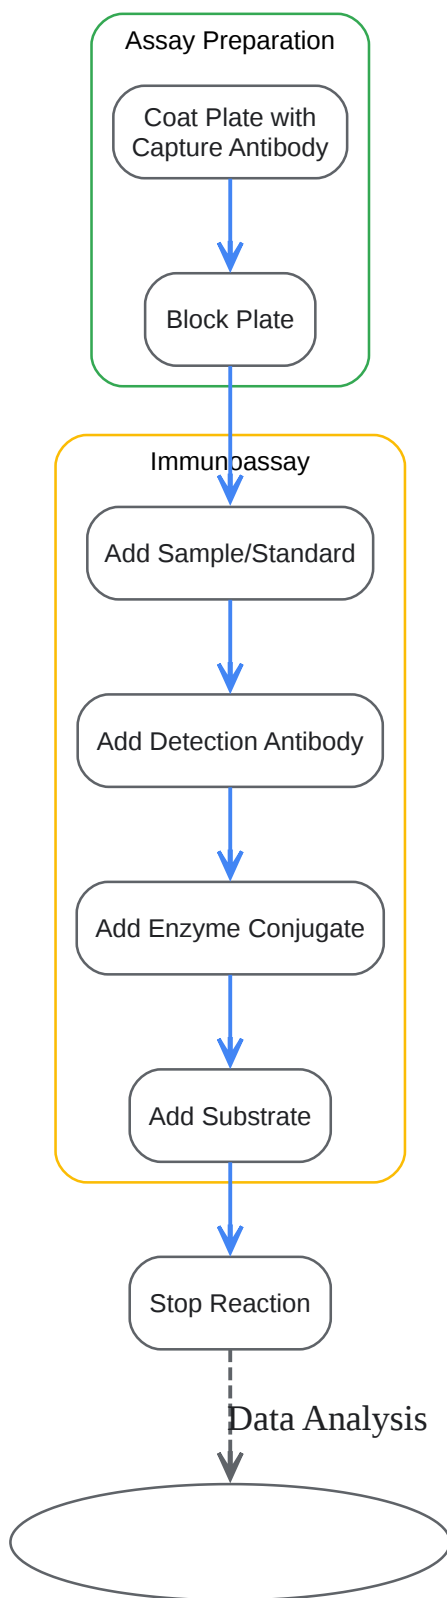 Assay Preparation
Coat Plate with
Capture Antibody
Block Plate
Immunoassay
Add Sample/Standard
Add Detection Antibody
Add Enzyme Conjugate
Add Substrate
Stop Reaction
Data Analysis